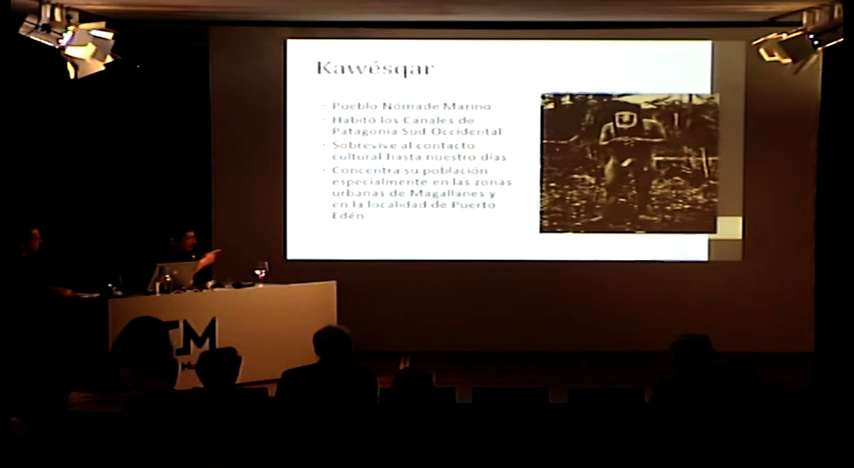 Kawésqar
· Pueblo Nómade Marino
· Habitó los Canales de
Patagonia Sud Occidental
· Sobrevive al contacto
cultural hasta nuestro días
· Concentra su población
especialmente en las zonas
urbanas de Magallanes y
en la localidad de Puerto
Edén